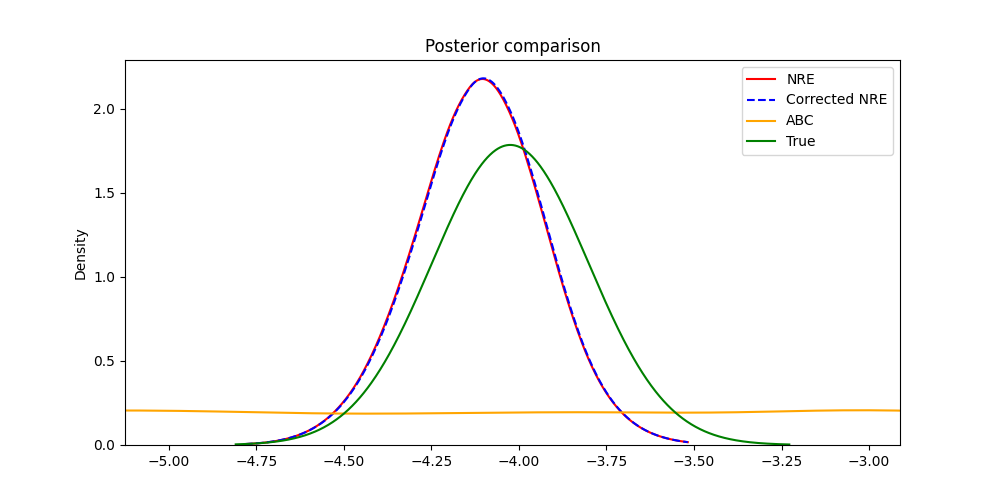 Posterior comparison
NRE
Corrected NRE
ABC
True
Density
2.0
1.5
1.0
0.5
0.0
−5.00 −4.75 −4.50 −4.25 −4.00 −3.75 −3.50 −3.25 −3.00